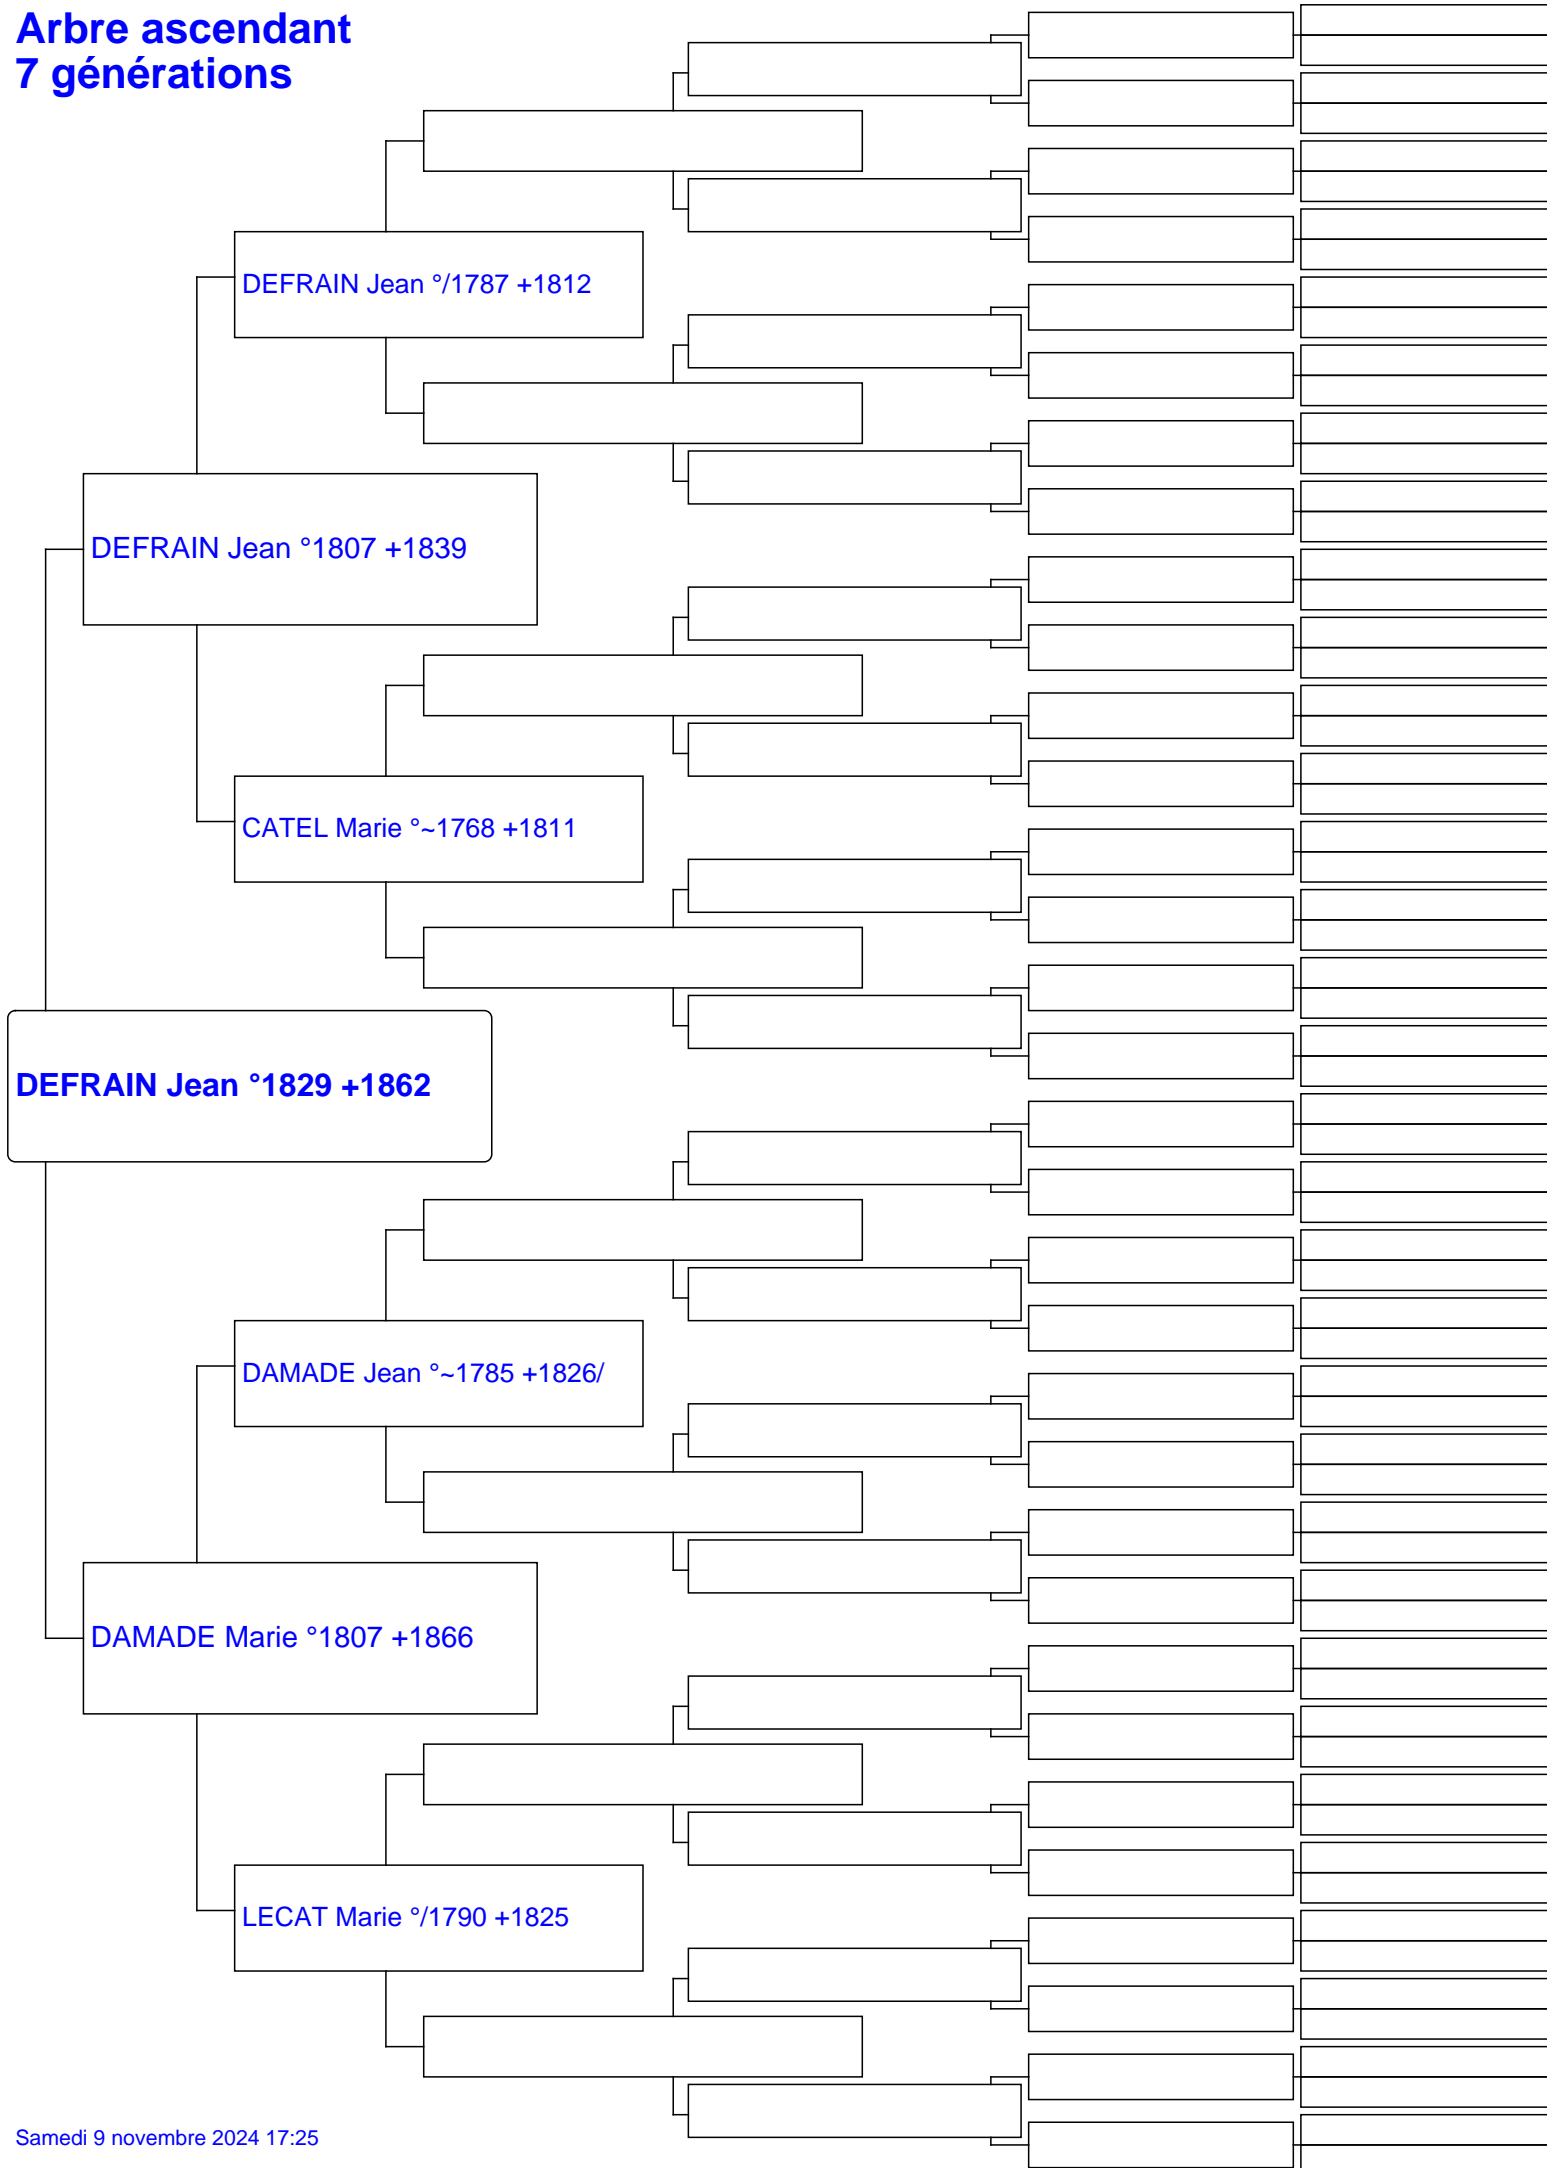 Arbre ascendant
7 générations
DEFRAIN Jean °/1787 +1812
DEFRAIN Jean °1807 +1839
CATEL Marie °~1768 +1811
DEFRAIN Jean °1829 +1862
DAMADE Jean °~1785 +1826/
DAMADE Marie °1807 +1866
LECAT Marie °/1790 +1825
Samedi 9 novembre 2024 17:25